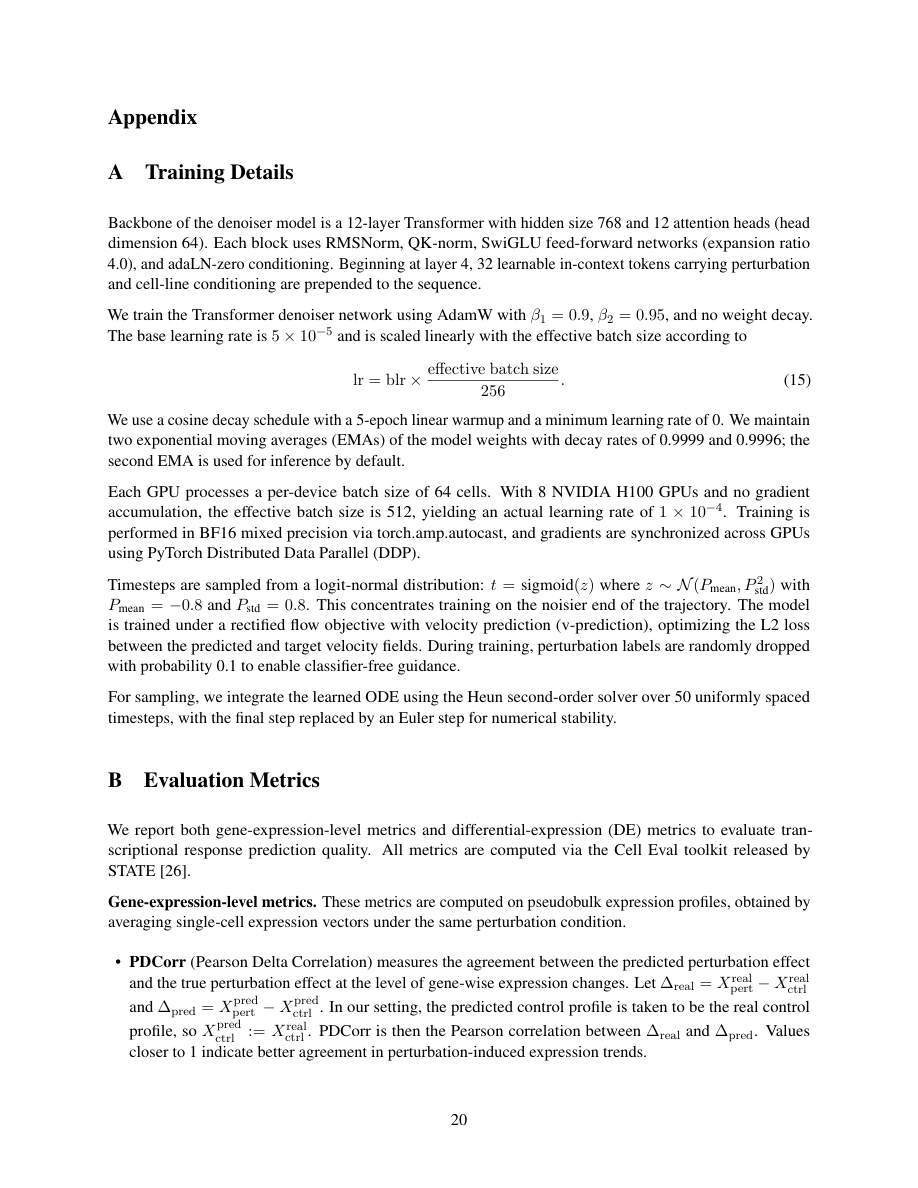 Appendix
A Training Details
Backbone of the denoiser model is a 12-layer Transformer with hidden size 768 and 12 attention heads (head
dimension 64). Each block uses RMSNorm, QK-norm, SwiGLU feed-forward networks (expansion ratio
4.0), and adaLN-zero conditioning. Beginning at layer 4, 32 learnable in-context tokens carrying perturbation
and cell-line conditioning are prepended to the sequence.
We train the Transformer denoiser network using AdamW with β₁ = 0.9, β₂ = 0.95, and no weight decay.
The base learning rate is 5 × 10⁻⁵ and is scaled linearly with the effective batch size according to
lr = blr × effective batch size / 256 . (15)
We use a cosine decay schedule with a 5-epoch linear warmup and a minimum learning rate of 0. We maintain
two exponential moving averages (EMAs) of the model weights with decay rates of 0.9999 and 0.9996; the
second EMA is used for inference by default.
Each GPU processes a per-device batch size of 64 cells. With 8 NVIDIA H100 GPUs and no gradient
accumulation, the effective batch size is 512, yielding an actual learning rate of 1 × 10⁻⁴. Training is
performed in BF16 mixed precision via torch.amp.autocast, and gradients are synchronized across GPUs
using PyTorch Distributed Data Parallel (DDP).
Timesteps are sampled from a logit-normal distribution: t = sigmoid(z) where z ∼ N(P_mean, P²_std) with
P_mean = −0.8 and P_std = 0.8. This concentrates training on the noisier end of the trajectory. The model
is trained under a rectified flow objective with velocity prediction (v-prediction), optimizing the L2 loss
between the predicted and target velocity fields. During training, perturbation labels are randomly dropped
with probability 0.1 to enable classifier-free guidance.
For sampling, we integrate the learned ODE using the Heun second-order solver over 50 uniformly spaced
timesteps, with the final step replaced by an Euler step for numerical stability.
B Evaluation Metrics
We report both gene-expression-level metrics and differential-expression (DE) metrics to evaluate tran-
scriptional response prediction quality. All metrics are computed via the Cell Eval toolkit released by
STATE [26].
Gene-expression-level metrics. These metrics are computed on pseudobulk expression profiles, obtained by
averaging single-cell expression vectors under the same perturbation condition.
• PDCorr (Pearson Delta Correlation) measures the agreement between the predicted perturbation effect
and the true perturbation effect at the level of gene-wise expression changes. Let Δ_real = X_pert^real − X_ctrl^real
and Δ_pred = X_pert^pred − X_ctrl^pred. In our setting, the predicted control profile is taken to be the real control
profile, so X_ctrl^pred := X_ctrl^real. PDCorr is then the Pearson correlation between Δ_real and Δ_pred. Values
closer to 1 indicate better agreement in perturbation-induced expression trends.
20